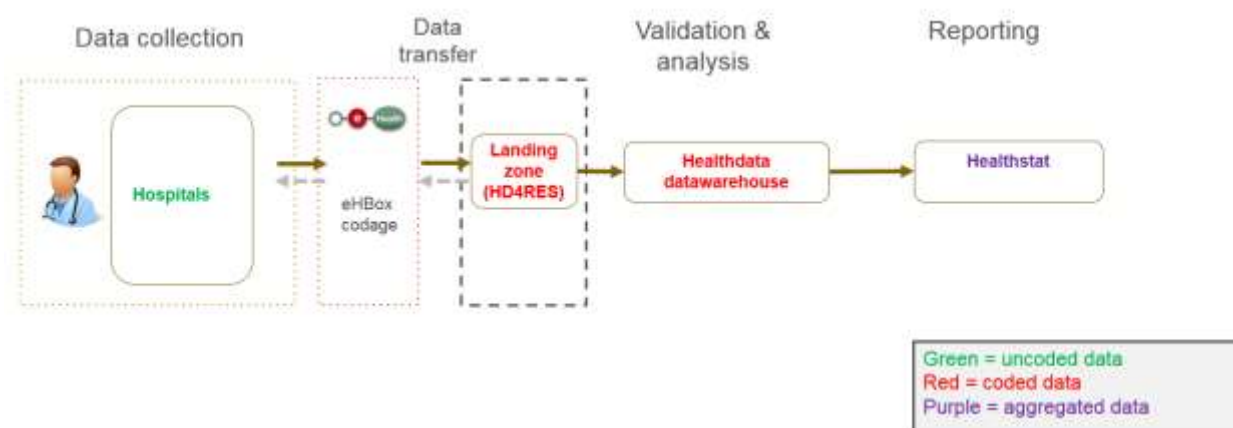 Data collection
Data
transfer
Validation &
analysis
Reporting
Hospitals
Health
eHBox
codage
Landing
zone
(HD4RES)
Healthdata
datawarehouse
Healthstat
Green = uncoded data
Red = coded data
Purple = aggregated data